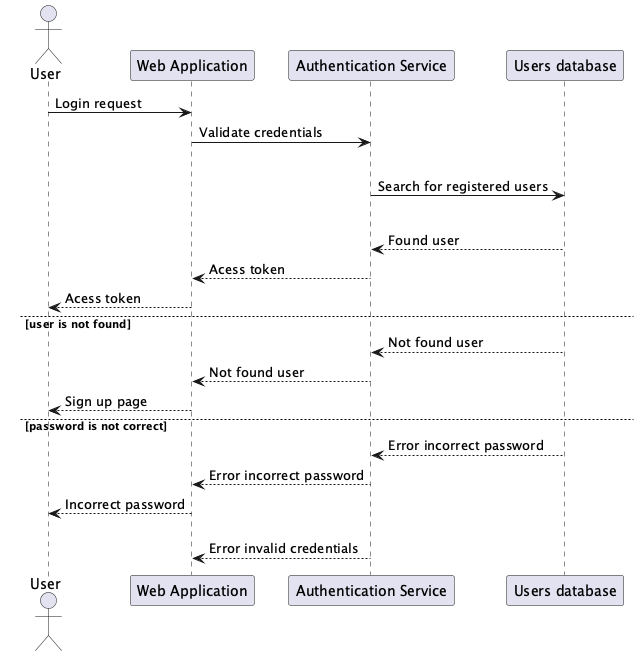 User
Web Application
Authentication Service
Users database
Login request
Validate credentials
Search for registered users
Found user
Acess token
Acess token
[user is not found]
Not found user
Not found user
Sign up page
[password is not correct]
Error incorrect password
Error incorrect password
Incorrect password
Error invalid credentials
User
Web Application
Authentication Service
Users database